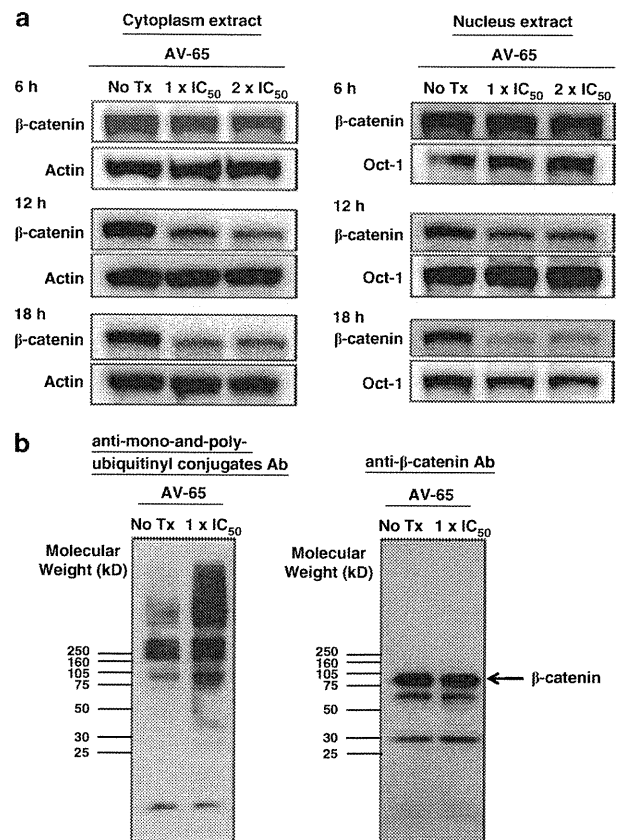 a
Cytoplasm extract
AV-65
6 h No Tx 1 x IC50 2 x IC50
β-catenin
Actin
12 h
β-catenin
Actin
18 h
β-catenin
Actin
Nucleus extract
AV-65
6 h No Tx 1 x IC50 2 x IC50
β-catenin
Oct-1
12 h
β-catenin
Oct-1
18 h
β-catenin
Oct-1
b
anti-mono-and-poly-
ubiquitinyl conjugates Ab
AV-65
No Tx 1 x IC50
Molecular
Weight (kD)
250
160
105
75
50
30
25
anti-β-catenin Ab
AV-65
No Tx 1 x IC50
Molecular
Weight (kD)
250
160
105
75
50
30
25
β-catenin